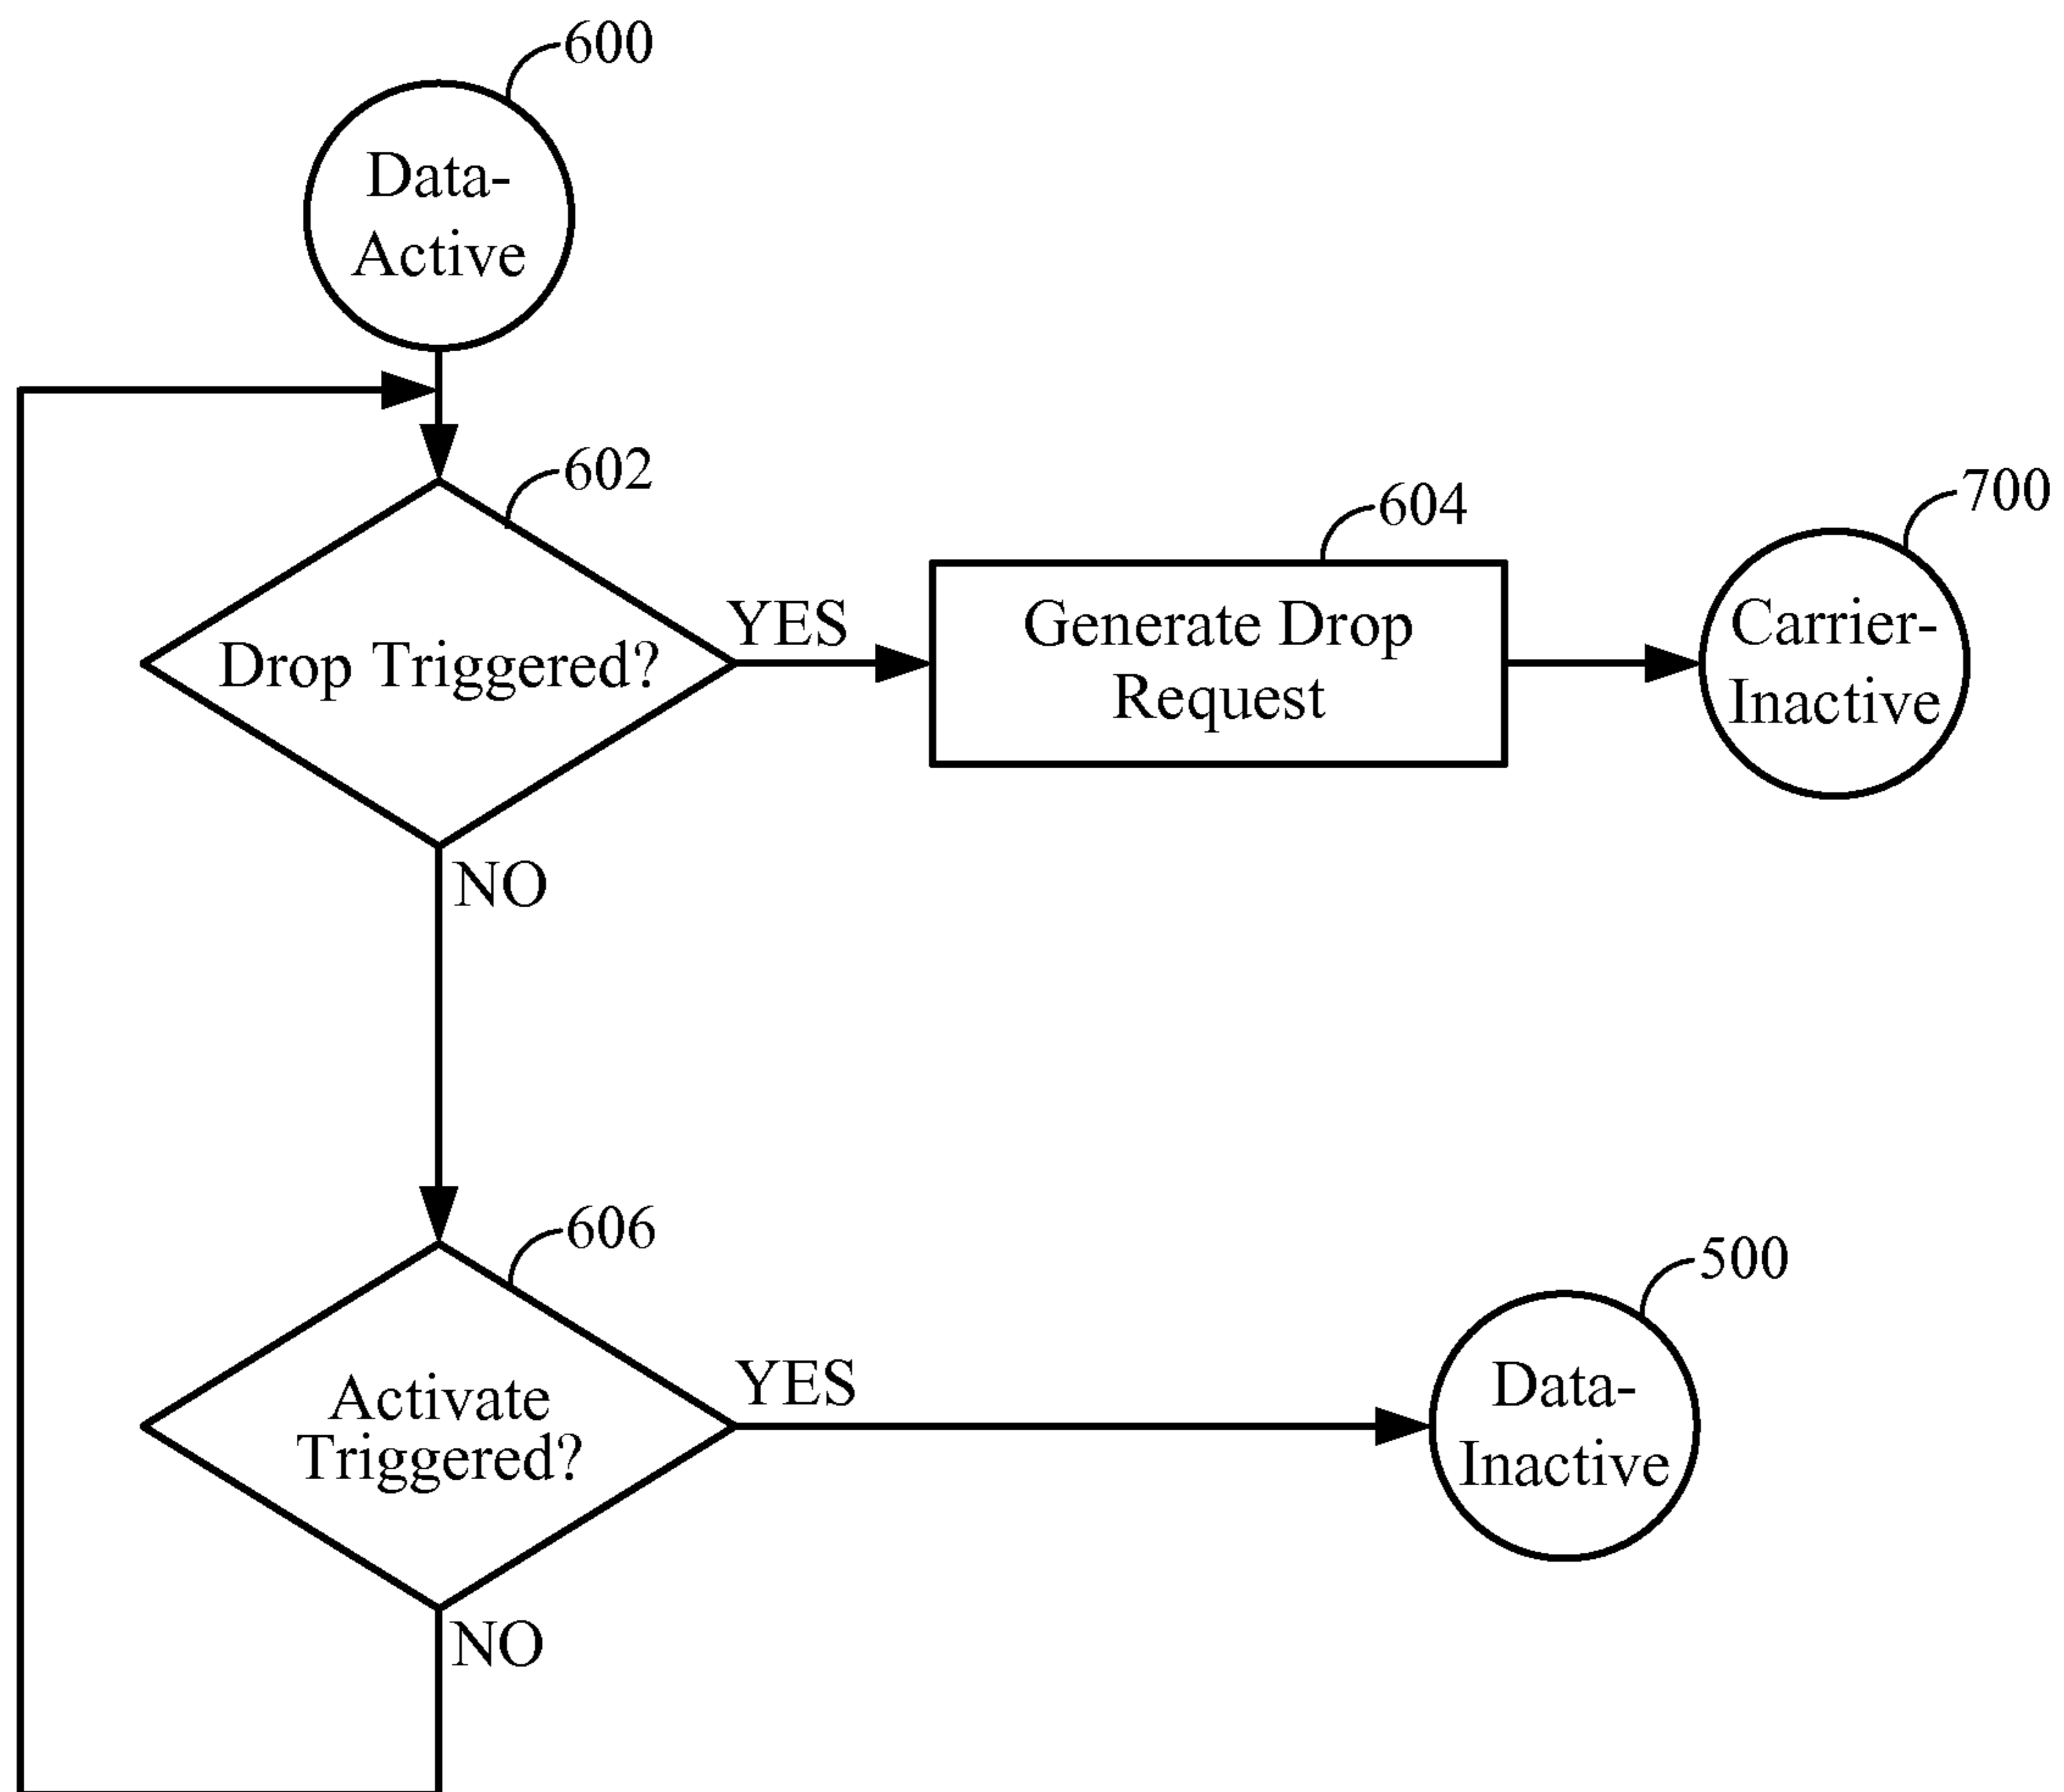 600
Data-
Active
602
Drop Triggered?
YES
604
Generate Drop
Request
700
Carrier-
Inactive
NO
606
Activate
Triggered?
YES
500
Data-
Inactive
NO